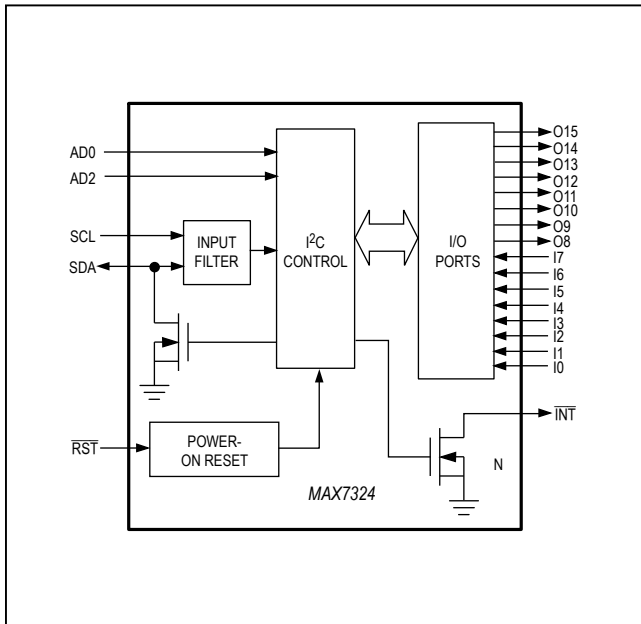 AD0
AD2
SCL
SDA
INPUT
FILTER
I²C
CONTROL
I/O
PORTS
O15
O14
O13
O12
O11
O10
O9
O8
I7
I6
I5
I4
I3
I2
I1
I0
INT
RST
POWER-
ON RESET
N
MAX7324